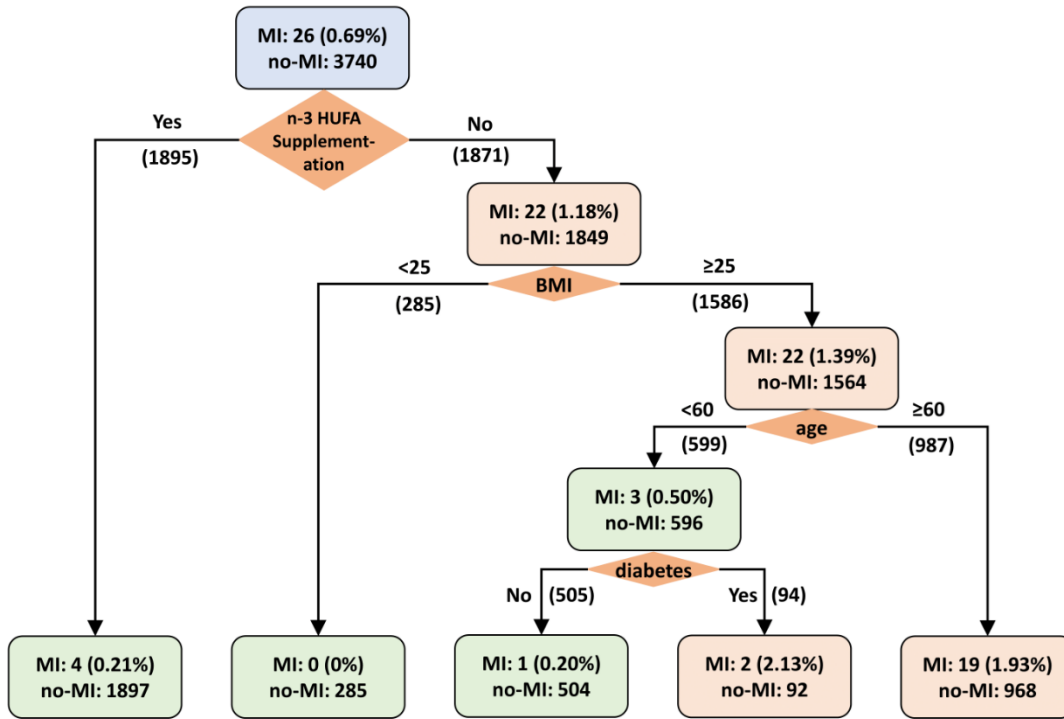 MI: 26 (0.69%)
no-MI: 3740
n-3 HUFA
Supplement-
ation
Yes
(1895)
No
(1871)
MI: 22 (1.18%)
no-MI: 1849
BMI
<25
(285)
≥25
(1586)
MI: 22 (1.39%)
no-MI: 1564
age
<60
(599)
≥60
(987)
MI: 3 (0.50%)
no-MI: 596
diabetes
No
(505)
Yes
(94)
MI: 4 (0.21%)
no-MI: 1897
MI: 0 (0%)
no-MI: 285
MI: 1 (0.20%)
no-MI: 504
MI: 2 (2.13%)
no-MI: 92
MI: 19 (1.93%)
no-MI: 968